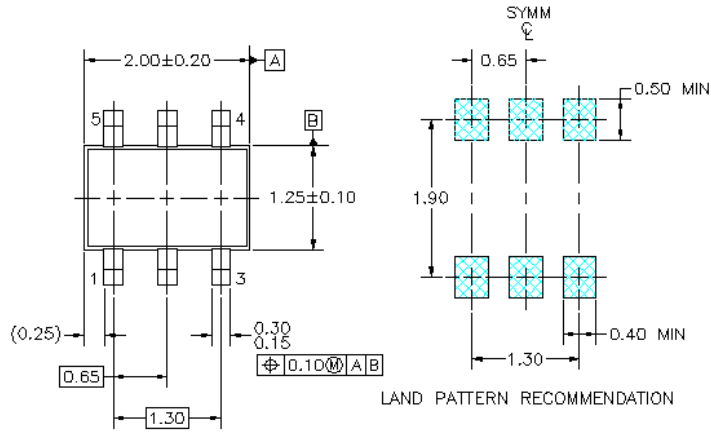 SYMM
℄
2.00±0.20
A
0.65
0.50 MIN
5
4
B
1.25±0.10
1.90
1
3
(0.25)
0.30
0.15
⌖ 0.10Ⓜ A B
0.40 MIN
0.65
1.30
1.30
LAND PATTERN RECOMMENDATION